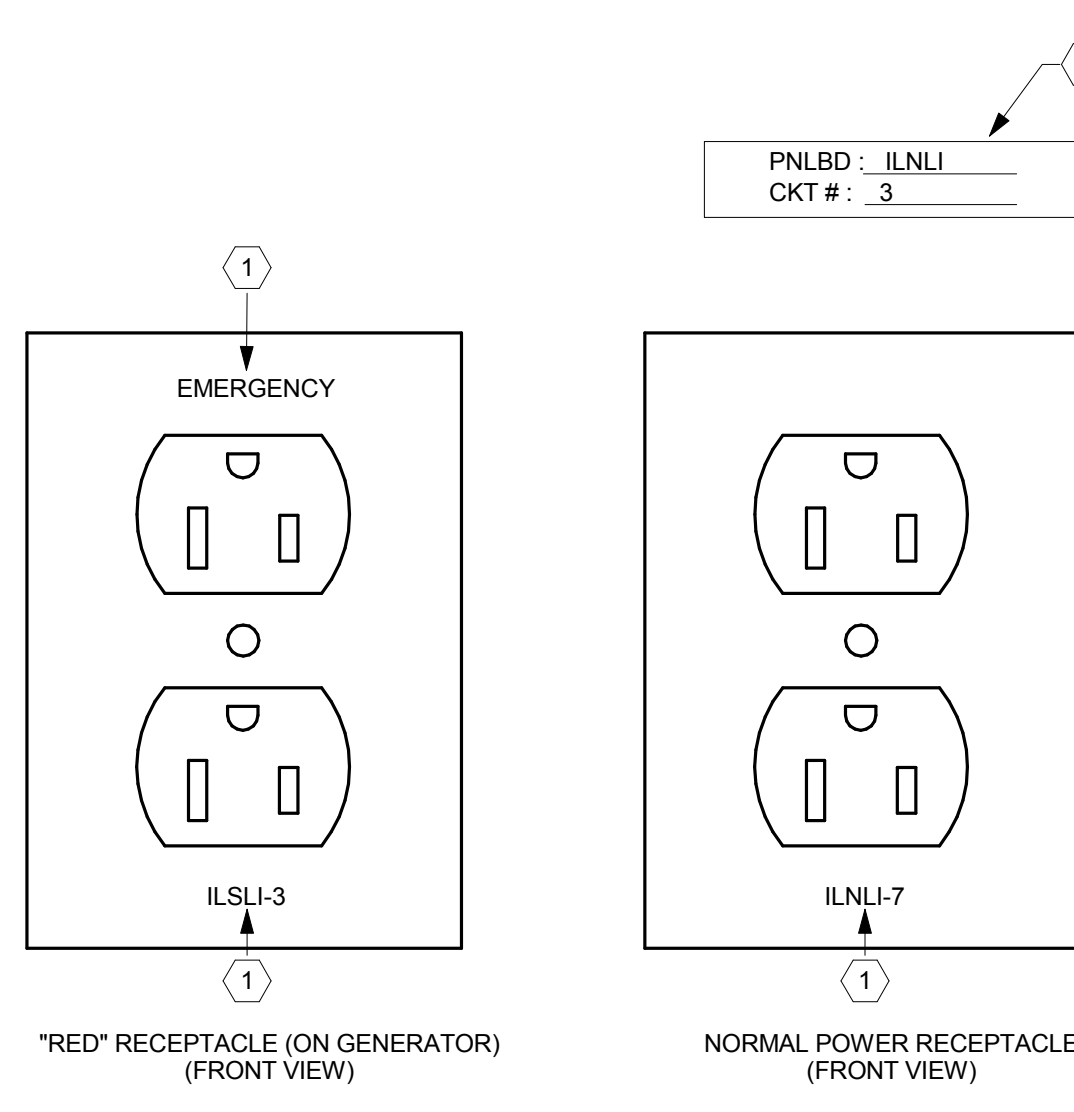 PNLBD : ILNLI
CKT # : 3
1
EMERGENCY
ILSLI-3
1
"RED" RECEPTACLE (ON GENERATOR)
(FRONT VIEW)
ILNLI-7
1
NORMAL POWER RECEPTACLE
(FRONT VIEW)